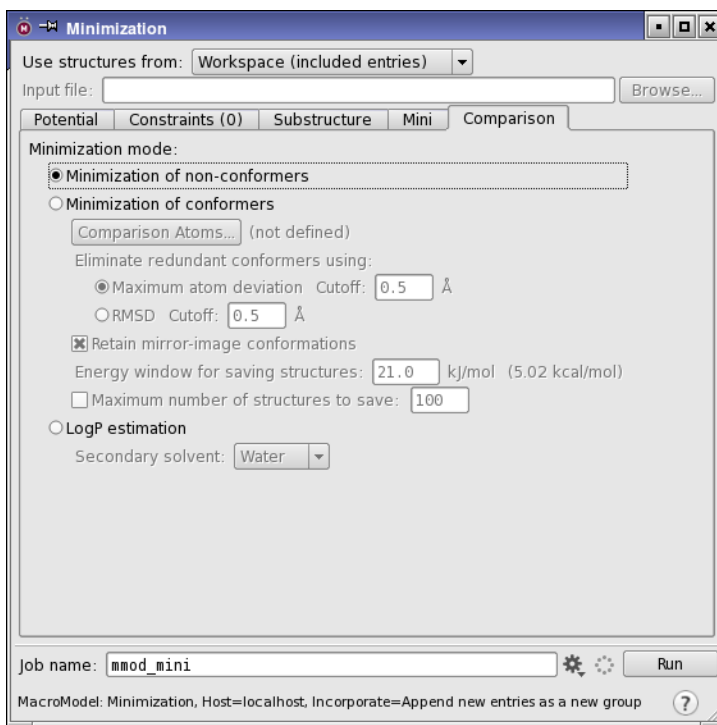 Minimization
Use structures from: Workspace (included entries)
Input file: Browse...
Potential Constraints (0) Substructure Mini Comparison
Minimization mode:
Minimization of non-conformers
Minimization of conformers
Comparison Atoms... (not defined)
Eliminate redundant conformers using:
Maximum atom deviation Cutoff: 0.5 Å
RMSD Cutoff: 0.5 Å
Retain mirror-image conformations
Energy window for saving structures: 21.0 kJ/mol (5.02 kcal/mol)
Maximum number of structures to save: 100
LogP estimation
Secondary solvent: Water
Job name: mmod_mini Run
MacroModel: Minimization, Host=localhost, Incorporate=Append new entries as a new group ?